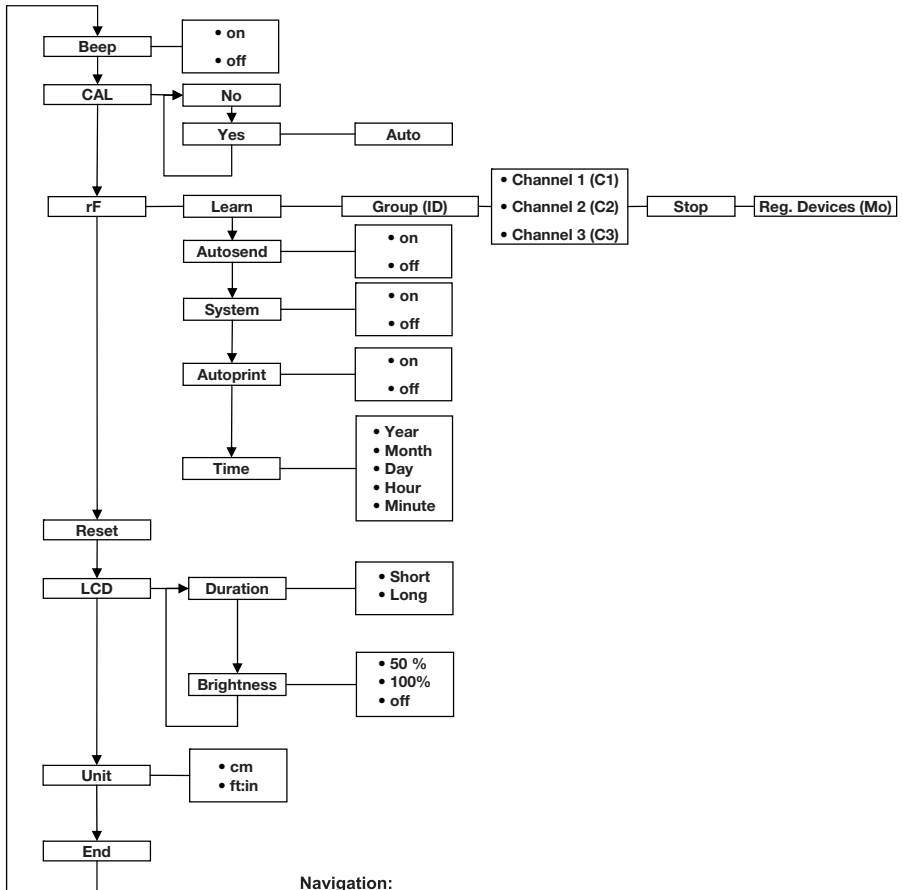 Beep
• on
• off
CAL
No
Yes
Auto
rF
Learn
Group (ID)
• Channel 1 (C1)
• Channel 2 (C2)
• Channel 3 (C3)
Stop
Reg. Devices (Mo)
Autosend
• on
• off
System
• on
• off
Autoprint
• on
• off
Time
• Year
• Month
• Day
• Hour
• Minute
Reset
LCD
Duration
• Short
• Long
Brightness
• 50 %
• 100%
• off
Unit
• cm
• ft:in
End
Navigation: